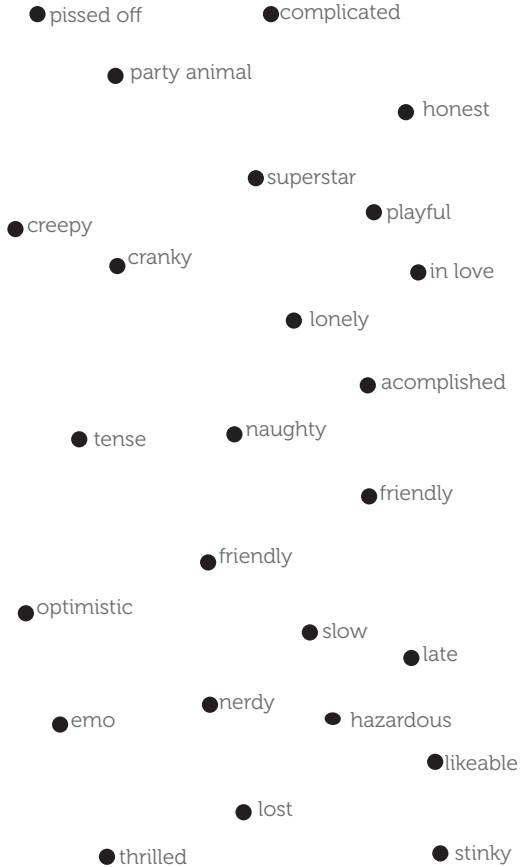 pissed off
complicated
party animal
honest
superstar
playful
creepy
cranky
in love
lonely
acomplished
tense
naughty
friendly
friendly
optimistic
slow
late
nerdy
emo
hazardous
likeable
lost
thrilled
stinky